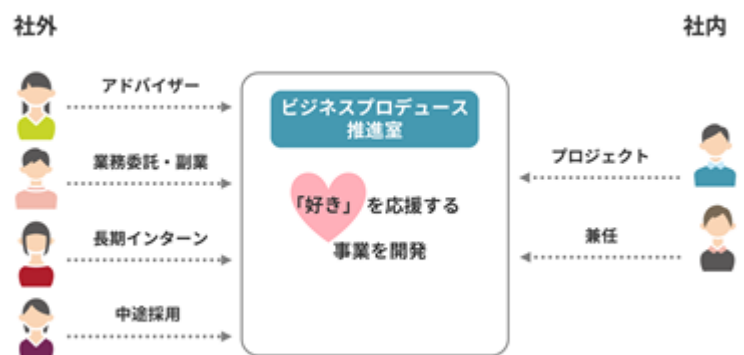 社外
社内
アドバイザー
業務委託・副業
長期インターン
中途採用
ビジネスプロデュース
推進室
「好き」を応援する
事業を開発
プロジェクト
兼任